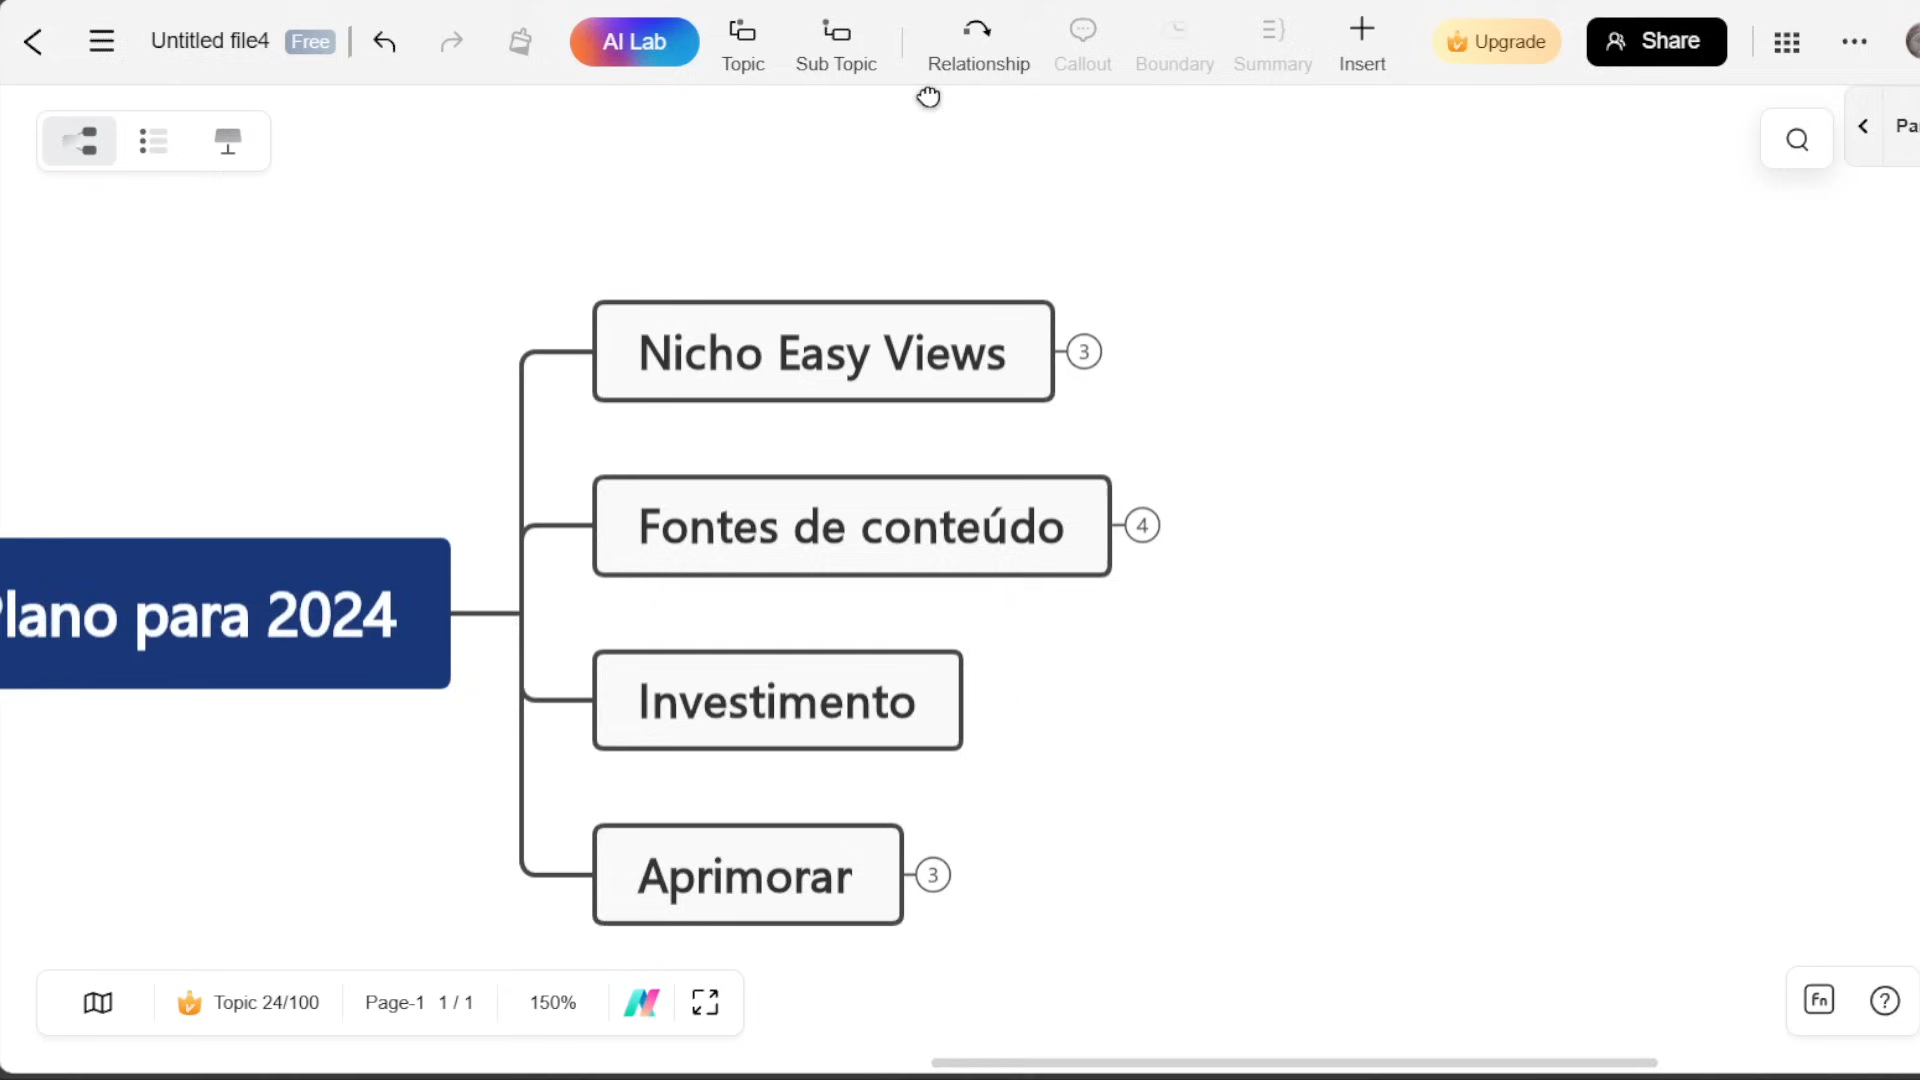 Untitled file4 Free
AI Lab
Topic
Sub Topic
Relationship
Callout
Boundary
Summary
Insert
Upgrade
Share
Pa
Nicho Easy Views 3
Fontes de conteúdo 4
lano para 2024
Investimento
Aprimorar 3
Topic 24/100
Page-1 1 / 1
150%
Fn
?